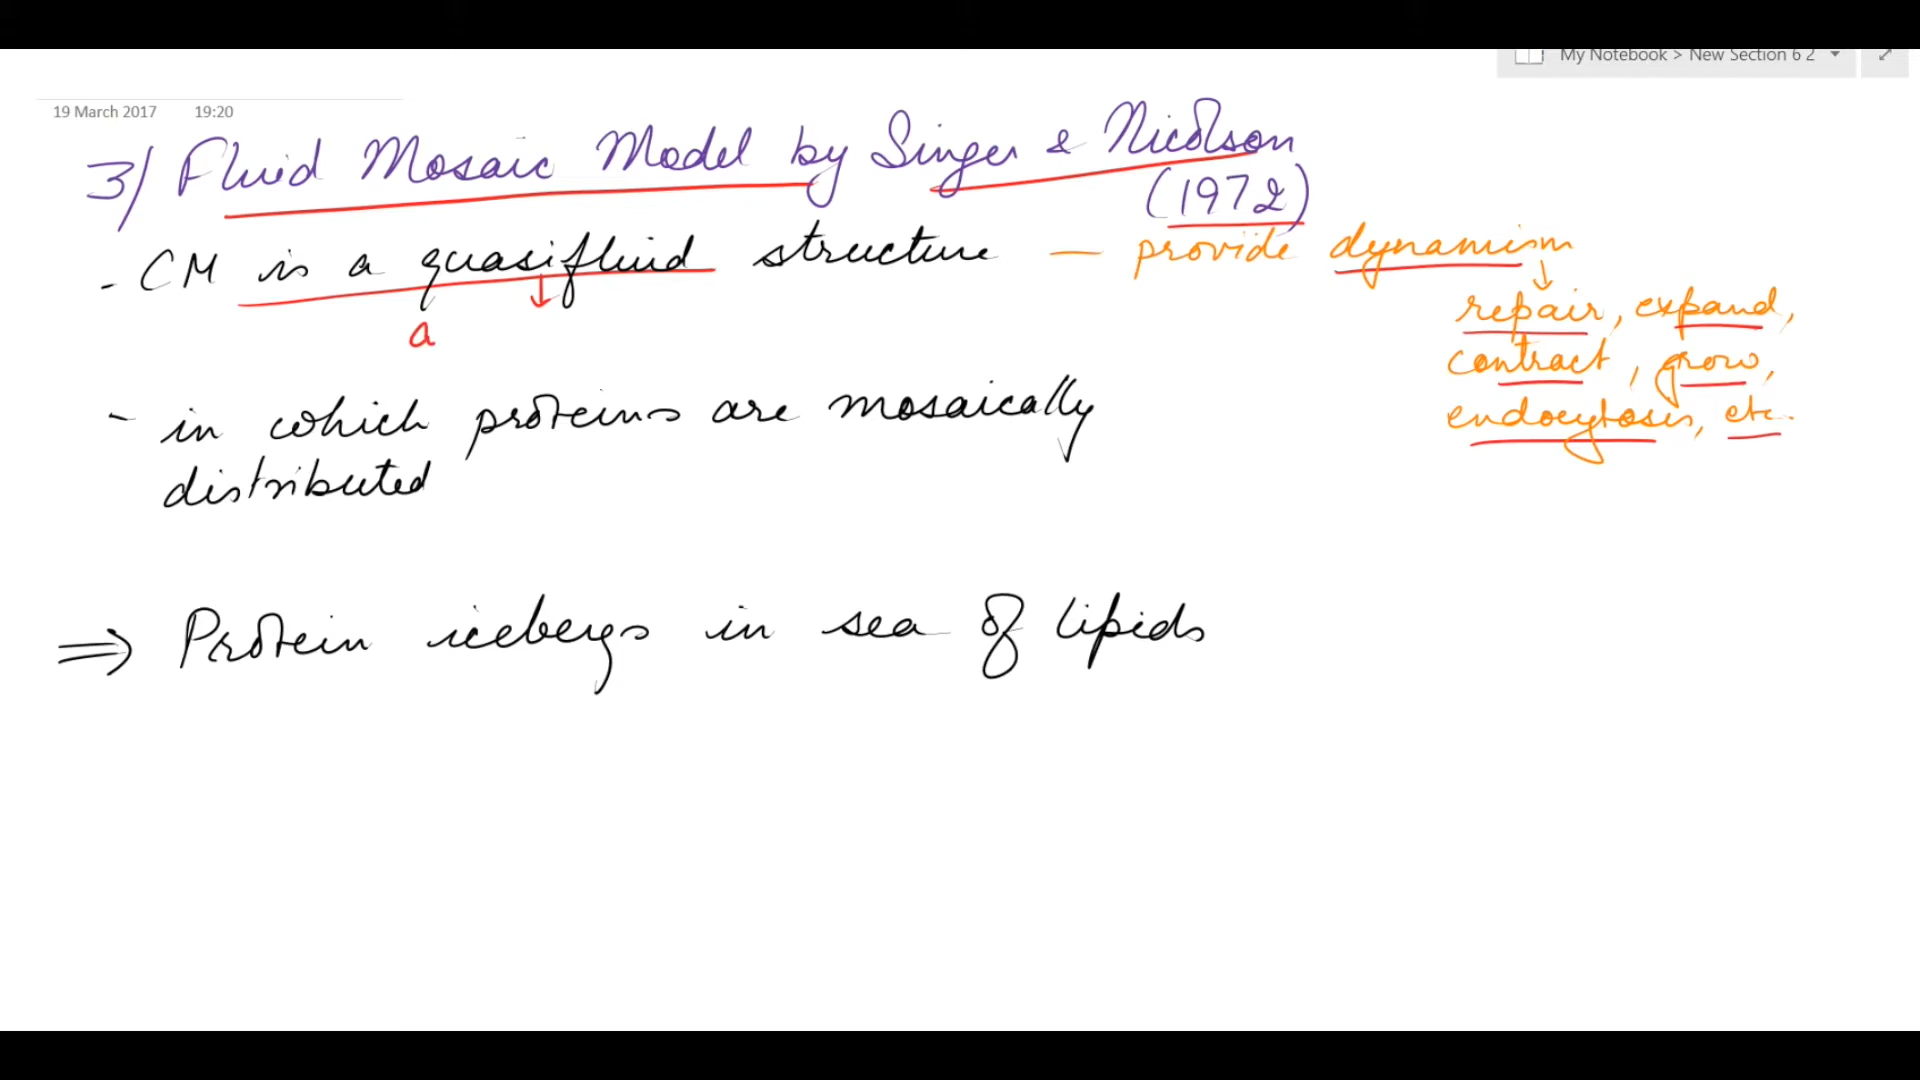 My Notebook > New Section 6 2
19 March 2017 19:20
3) Fluid Mosaic Model by Singer & Nicolson
(1972)
- CM is a quasifluid structure — provide dynamism
↓
a
repair, expand,
contract, grow,
endocytosis, etc.
- in which proteins are mosaically
distributed
⇒ Protein icebergs in sea of lipids